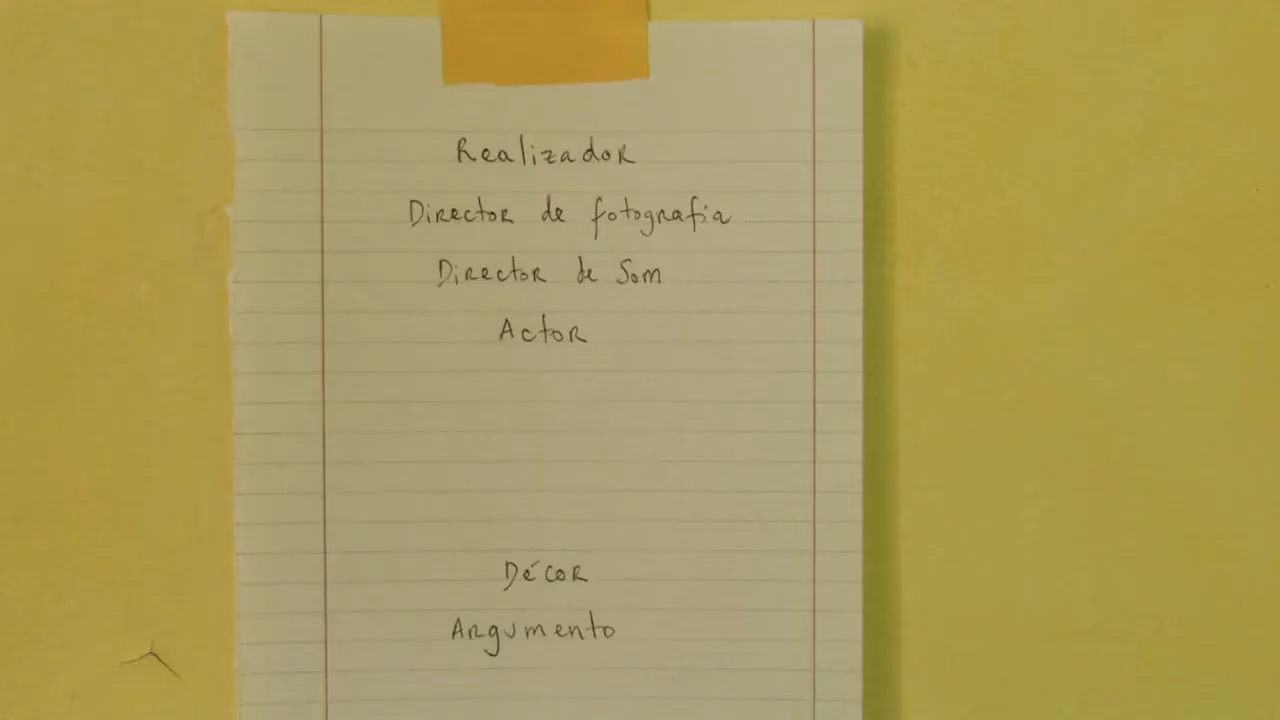 Realizador
Director de fotografia
Director de Som
Actor
Décor
Argumento